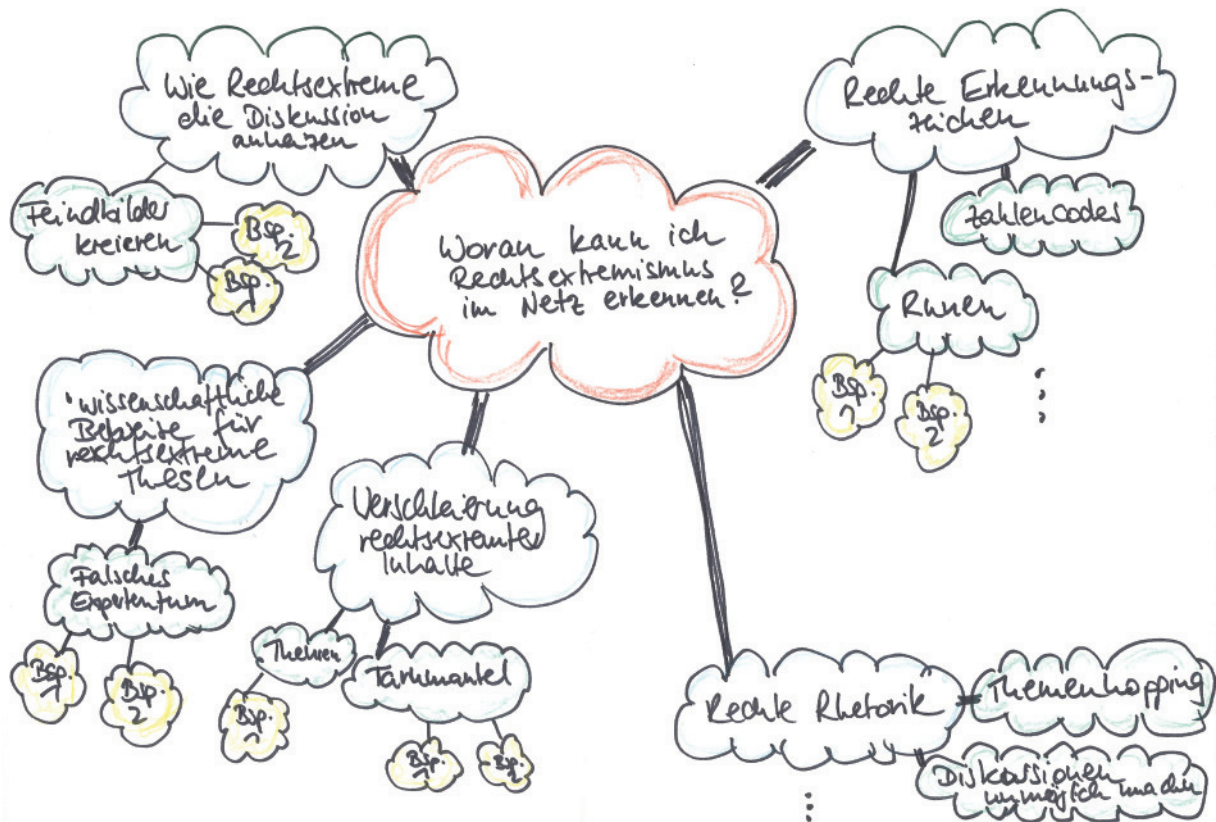 Wie Rechtsextreme
die Diskussion
anheizen
Feindbilder
kreieren
Bsp.
2
Bsp.
1
Woran kann ich
Rechtsextremismus
im Netz erkennen?
Rechte Erkennungs-
zeichen
Zahlencodes
Runen
Bsp.
1
Bsp.
2
'wissenschaftliche
Beweise für
rechtsextreme
Thesen
Falsches
Expertentum
Bsp.
1
Bsp.
2
Verschleierung
rechtsextremer
Inhalte
Themen
Bsp.
1
Tarnmantel
Bsp.
1
Bsp.
2
Rechte Rhetorik
Themenhopping
Diskussionen
unmöglich machen